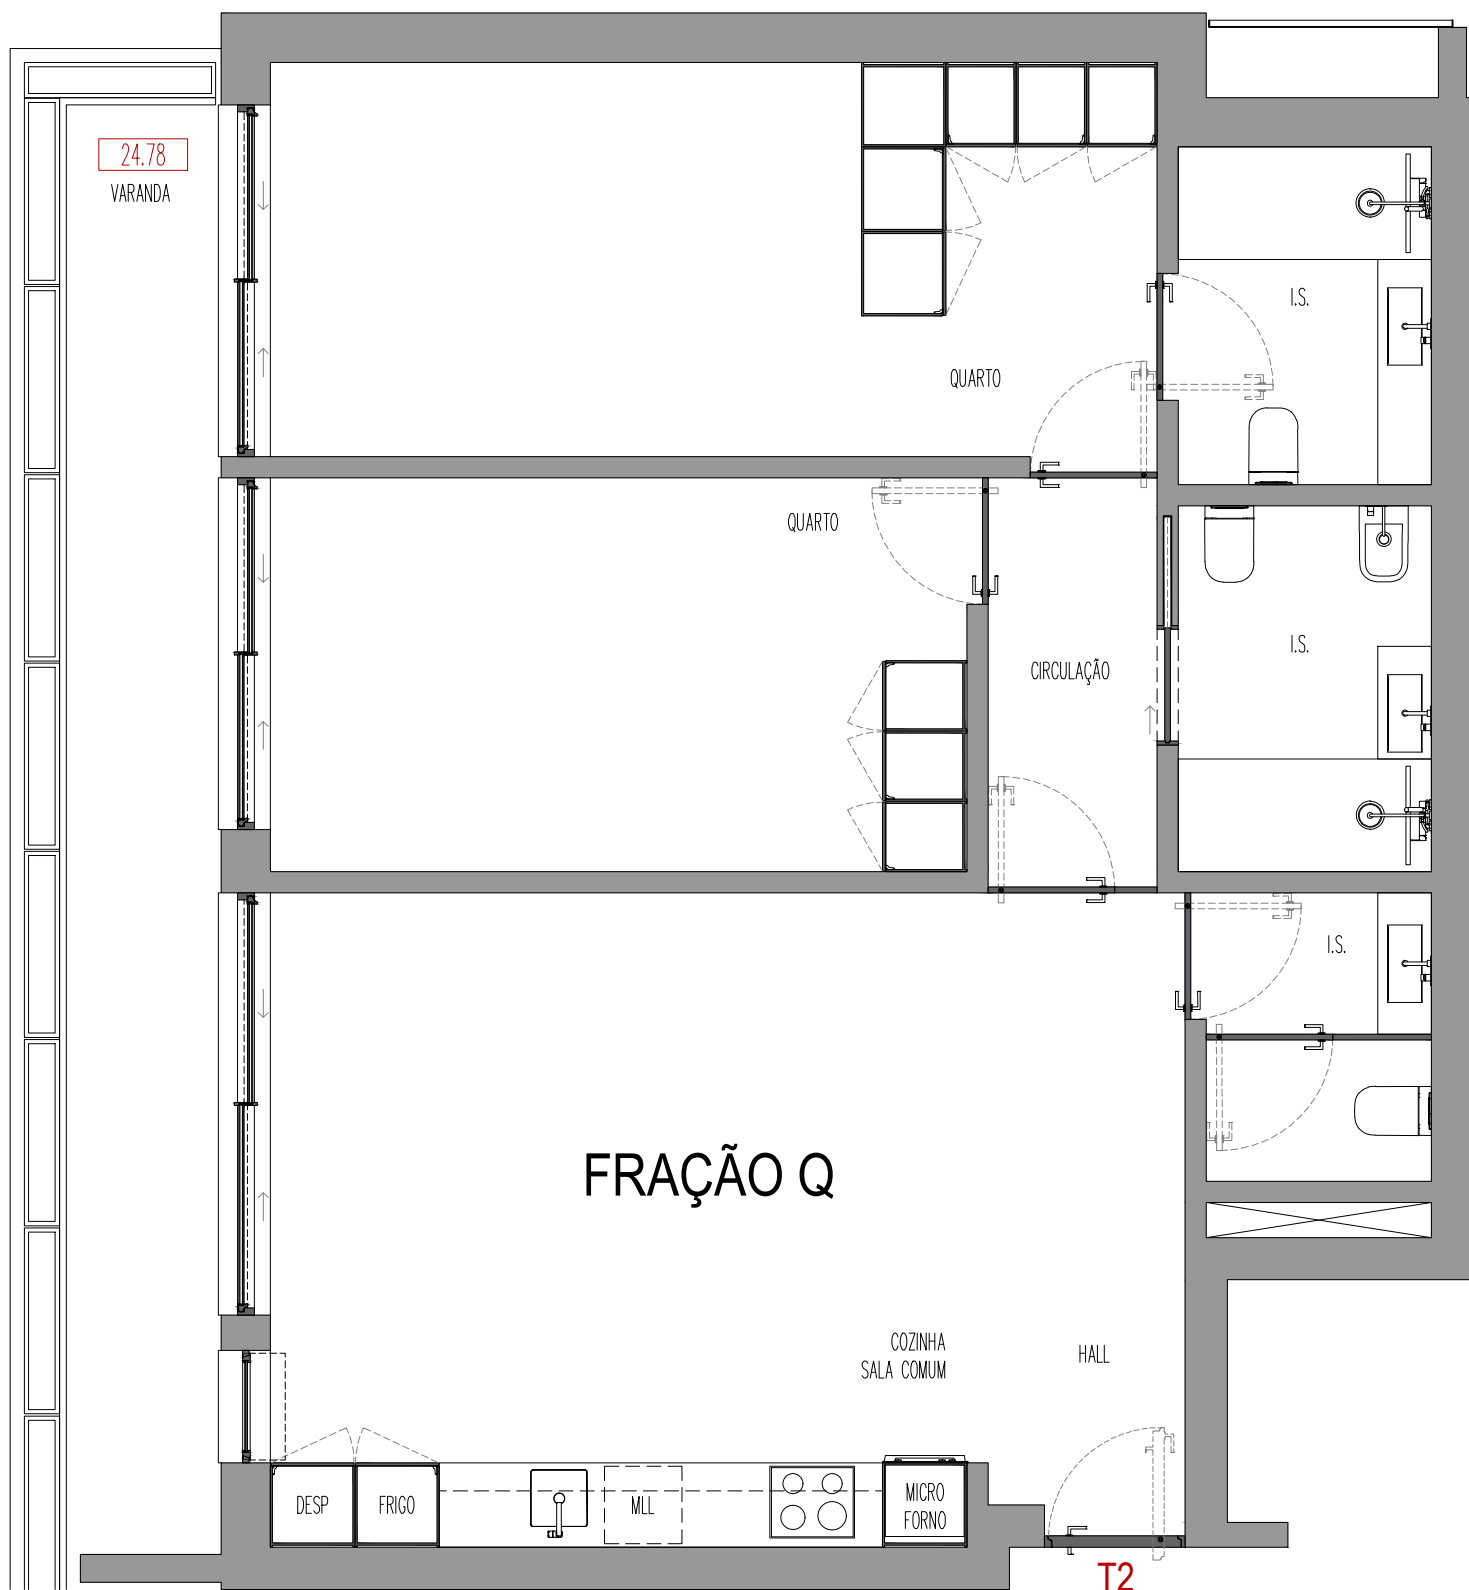 24.78
VARANDA
I.S.
QUARTO
QUARTO
I.S.
CIRCULAÇÃO
I.S.
FRAÇÃO Q
COZINHA
SALA COMUM
HALL
DESP
FRIGO
MLL
MICRO
FORNO
T2